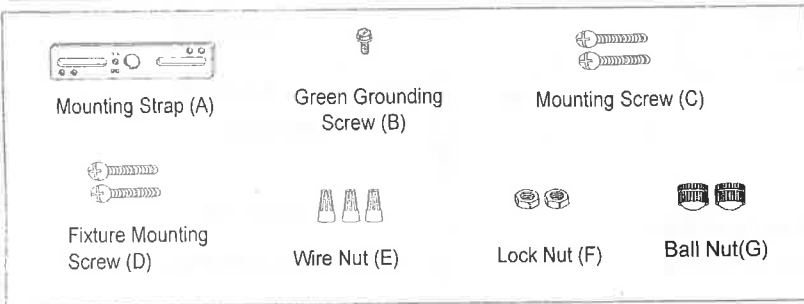 Mounting Strap (A)
Green Grounding
Screw (B)
Mounting Screw (C)
Fixture Mounting
Screw (D)
Wire Nut (E)
Lock Nut (F)
Ball Nut(G)